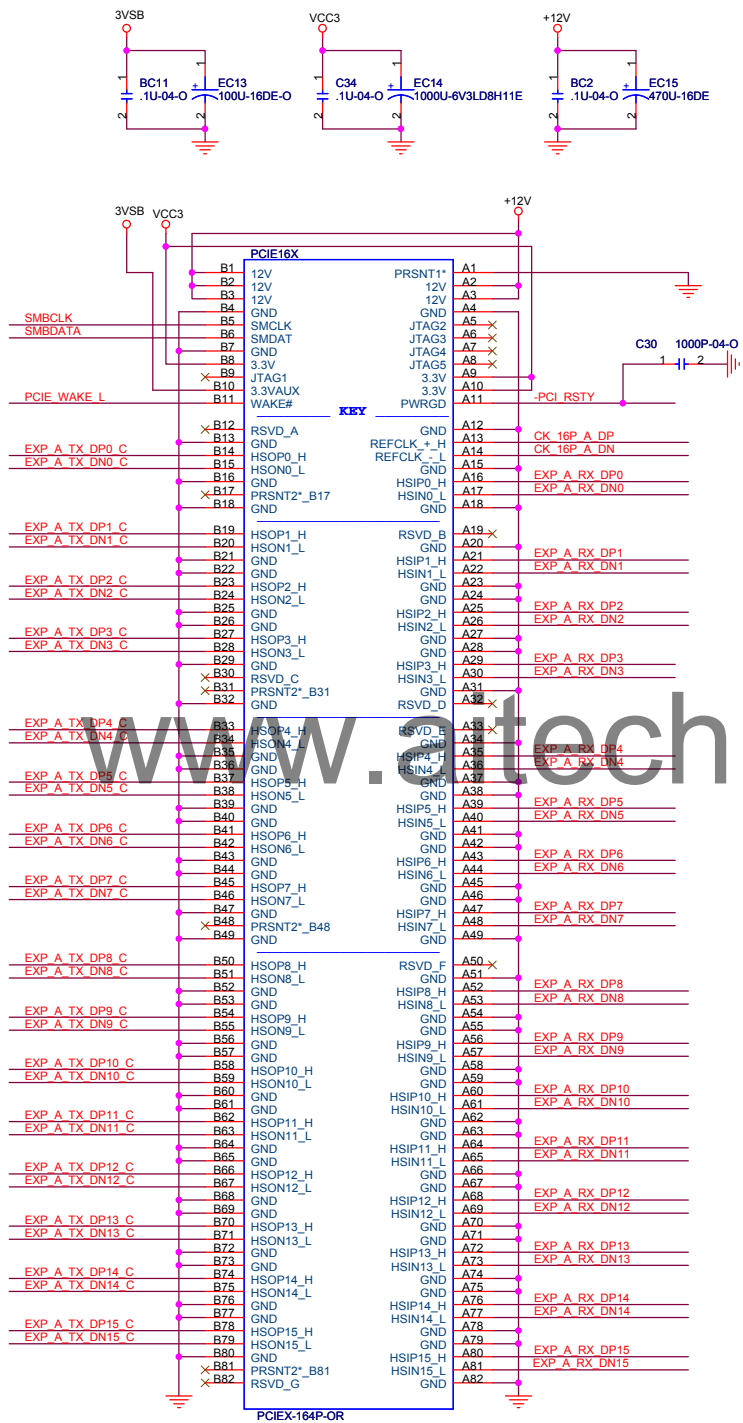 3VSB
VCC3
+12V
BC11
.1U-04-O
EC13
100U-16DE-O
C34
.1U-04-O
EC14
1000U-6V3LD8H11E
BC2
.1U-04-O
EC15
470U-16DE
1 2 + 1 2
1 2 + 1 2
1 2 + 1 2
3VSB VCC3 +12V
PCIE16X
B1 12V PRSNT1* A1
B2 12V 12V A2
B3 12V 12V A3
B4 GND GND A4
SMBCLK B5 SMCLK JTAG2 A5
SMBDATA B6 SMDAT JTAG3 A6
B7 GND JTAG4 A7
B8 3.3V JTAG5 A8
B9 JTAG1 3.3V A9
B10 3.3VAUX 3.3V A10
PCIE_WAKE_L B11 WAKE# PWRGD A11 -PCI_RSTY
C30 1000P-04-O
1 2
KEY
B12 RSVD_A GND A12
B13 GND REFCLK_+_H A13 CK_16P_A_DP
EXP_A_TX_DP0_C B14 HSOP0_H REFCLK_-_L A14 CK_16P_A_DN
EXP_A_TX_DN0_C B15 HSON0_L GND A15
B16 GND HSIP0_H A16 EXP_A_RX_DP0
B17 PRSNT2*_B17 HSIN0_L A17 EXP_A_RX_DN0
B18 GND GND A18
EXP_A_TX_DP1_C B19 HSOP1_H RSVD_B A19
EXP_A_TX_DN1_C B20 HSON1_L GND A20
B21 GND HSIP1_H A21 EXP_A_RX_DP1
B22 GND HSIN1_L A22 EXP_A_RX_DN1
EXP_A_TX_DP2_C B23 HSOP2_H GND A23
EXP_A_TX_DN2_C B24 HSON2_L GND A24
B25 GND HSIP2_H A25 EXP_A_RX_DP2
B26 GND HSIN2_L A26 EXP_A_RX_DN2
EXP_A_TX_DP3_C B27 HSOP3_H GND A27
EXP_A_TX_DN3_C B28 HSON3_L GND A28
B29 GND HSIP3_H A29 EXP_A_RX_DP3
B30 RSVD_C HSIN3_L A30 EXP_A_RX_DN3
B31 PRSNT2*_B31 GND A31
B32 GND RSVD_D A32
www.aitech
EXP_A_TX_DP4_C B33 HSOP4_H RSVD_E A33
EXP_A_TX_DN4_C B34 HSON4_L GND A34
B35 GND HSIP4_H A35 EXP_A_RX_DP4
B36 GND HSIN4_L A36 EXP_A_RX_DN4
EXP_A_TX_DP5_C B37 HSOP5_H GND A37
EXP_A_TX_DN5_C B38 HSON5_L GND A38
B39 GND HSIP5_H A39 EXP_A_RX_DP5
B40 GND HSIN5_L A40 EXP_A_RX_DN5
EXP_A_TX_DP6_C B41 HSOP6_H GND A41
EXP_A_TX_DN6_C B42 HSON6_L GND A42
B43 GND HSIP6_H A43 EXP_A_RX_DP6
B44 GND HSIN6_L A44 EXP_A_RX_DN6
EXP_A_TX_DP7_C B45 HSOP7_H GND A45
EXP_A_TX_DN7_C B46 HSON7_L GND A46
B47 GND HSIP7_H A47 EXP_A_RX_DP7
B48 PRSNT2*_B48 HSIN7_L A48 EXP_A_RX_DN7
B49 GND GND A49
EXP_A_TX_DP8_C B50 HSOP8_H RSVD_F A50
EXP_A_TX_DN8_C B51 HSON8_L GND A51
B52 GND HSIP8_H A52 EXP_A_RX_DP8
B53 GND HSIN8_L A53 EXP_A_RX_DN8
EXP_A_TX_DP9_C B54 HSOP9_H GND A54
EXP_A_TX_DN9_C B55 HSON9_L GND A55
B56 GND HSIP9_H A56 EXP_A_RX_DP9
B57 GND HSIN9_L A57 EXP_A_RX_DN9
EXP_A_TX_DP10_C B58 HSOP10_H GND A58
EXP_A_TX_DN10_C B59 HSON10_L GND A59
B60 GND HSIP10_H A60 EXP_A_RX_DP10
B61 GND HSIN10_L A61 EXP_A_RX_DN10
EXP_A_TX_DP11_C B62 HSOP11_H GND A62
EXP_A_TX_DN11_C B63 HSON11_L GND A63
B64 GND HSIP11_H A64 EXP_A_RX_DP11
B65 GND HSIN11_L A65 EXP_A_RX_DN11
EXP_A_TX_DP12_C B66 HSOP12_H GND A66
EXP_A_TX_DN12_C B67 HSON12_L GND A67
B68 GND HSIP12_H A68 EXP_A_RX_DP12
B69 GND HSIN12_L A69 EXP_A_RX_DN12
EXP_A_TX_DP13_C B70 HSOP13_H GND A70
EXP_A_TX_DN13_C B71 HSON13_L GND A71
B72 GND HSIP13_H A72 EXP_A_RX_DP13
B73 GND HSIN13_L A73 EXP_A_RX_DN13
EXP_A_TX_DP14_C B74 HSOP14_H GND A74
EXP_A_TX_DN14_C B75 HSON14_L GND A75
B76 GND HSIP14_H A76 EXP_A_RX_DP14
B77 GND HSIN14_L A77 EXP_A_RX_DN14
EXP_A_TX_DP15_C B78 HSOP15_H GND A78
EXP_A_TX_DN15_C B79 HSON15_L GND A79
B80 GND HSIP15_H A80 EXP_A_RX_DP15
B81 PRSNT2*_B81 HSIN15_L A81 EXP_A_RX_DN15
B82 RSVD_G GND A82
PCIEX-164P-OR